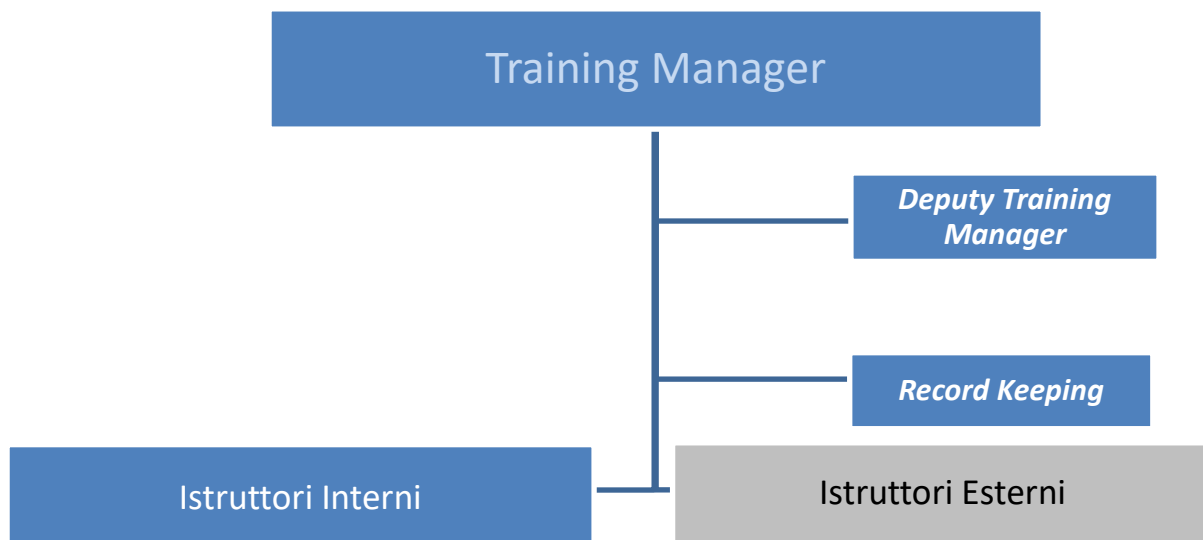 Training Manager
Deputy Training
Manager
Record Keeping
Istruttori Interni
Istruttori Esterni